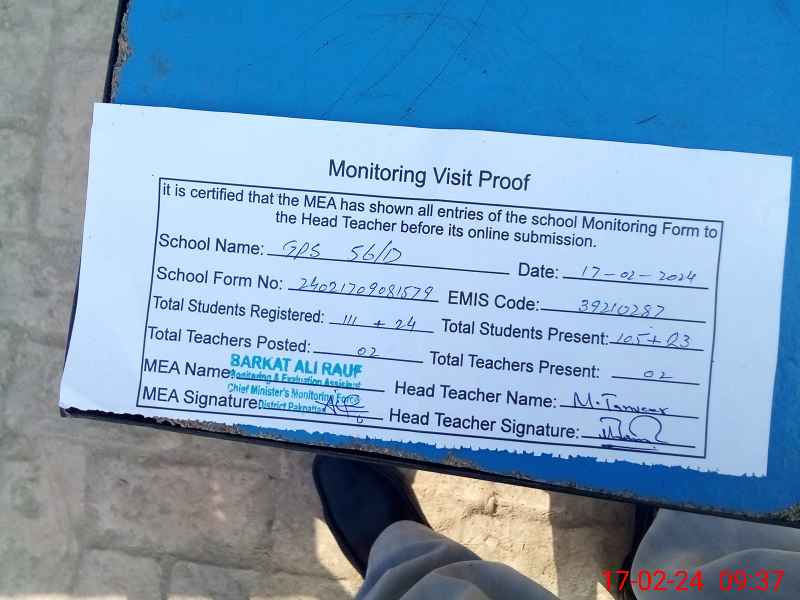 Monitoring Visit Proof
it is certified that the MEA has shown all entries of the school Monitoring Form to
the Head Teacher before its online submission.
School Name: GPS 56/D Date: 17-02-2024
School Form No: 24021709081579 EMIS Code: 39210287
Total Students Registered: 111 + 24 Total Students Present: 105 + 23
Total Teachers Posted: 02 Total Teachers Present: 02
MEA Name Head Teacher Name: M. Tanveer
BARKAT ALI RAUF
Monitoring & Evaluation Assistant
Chief Minister's Monitoring Force
District Pakpattan
MEA Signature Head Teacher Signature:
17-02-24 09:37